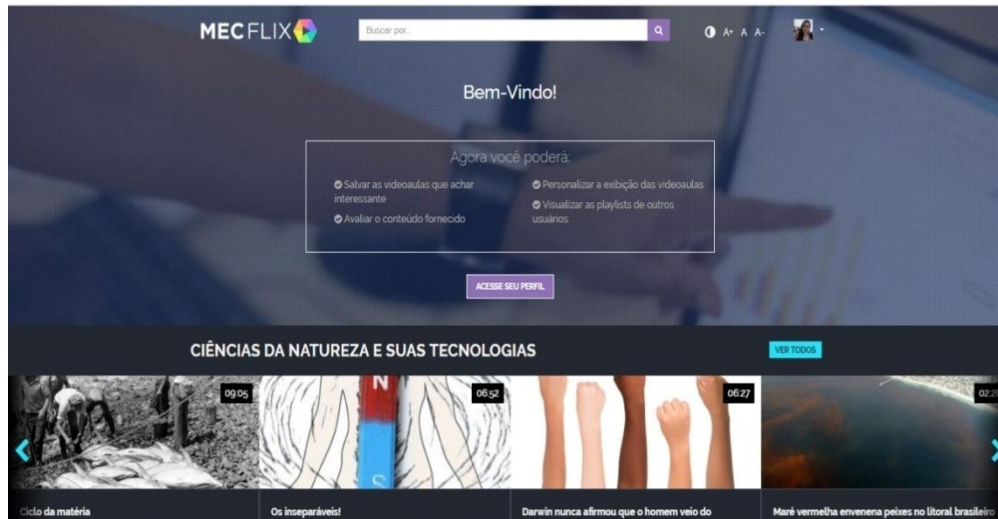 MECFLIX
Buscar por...
A+ A A-
Bem-Vindo!
Agora você poderá:
Salvar as videoaulas que achar
interessante
Avaliar o conteúdo fornecido
Personalizar a exibição das videoaulas
Visualizar as playlists de outros
usuários
ACESSE SEU PERFIL
CIÊNCIAS DA NATUREZA E SUAS TECNOLOGIAS
VER TODOS
09:05
06:52
N
S
06:27
02:2
Ciclo da matéria
Os inseparáveis!
Darwin nunca afirmou que o homem veio do
Maré vermelha envenena peixes no litoral brasileiro